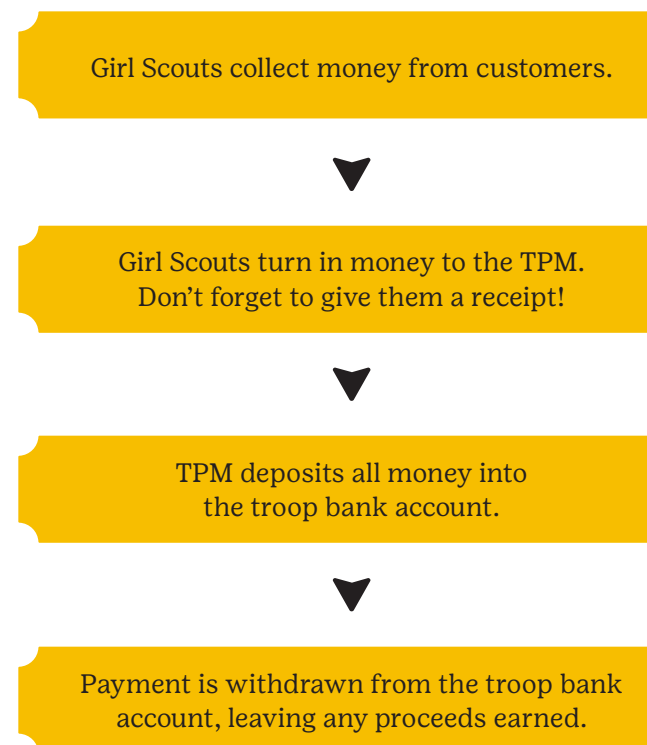 Girl Scouts collect money from customers.
Girl Scouts turn in money to the TPM.
Don’t forget to give them a receipt!
TPM deposits all money into
the troop bank account.
Payment is withdrawn from the troop bank
account, leaving any proceeds earned.